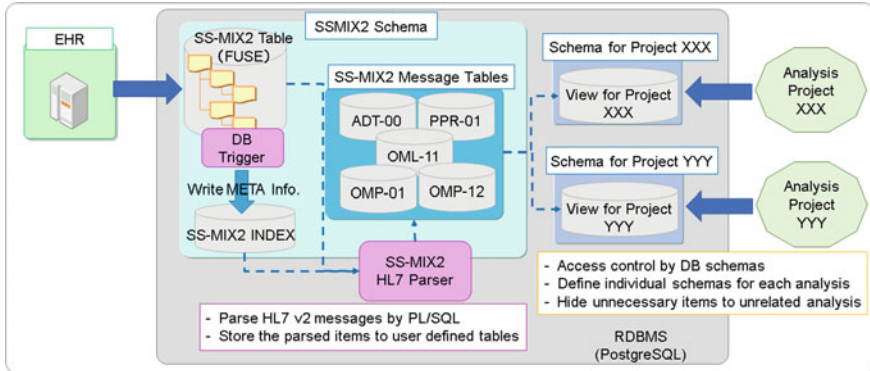 EHR
SSMIX2 Schema
SS-MIX2 Table
(FUSE)
DB
Trigger
Write META Info.
SS-MIX2 INDEX
SS-MIX2 Message Tables
ADT-00
PPR-01
OML-11
OMP-01
OMP-12
SS-MIX2
HL7 Parser
- Parse HL7 v2 messages by PL/SQL
- Store the parsed items to user defined tables
Schema for Project XXX
View for Project
XXX
Analysis
Project
XXX
Schema for Project YYY
View for Project
YYY
Analysis
Project
YYY
- Access control by DB schemas
- Define individual schemas for each analysis
- Hide unnecessary items to unrelated analysis
RDBMS
(PostgreSQL)